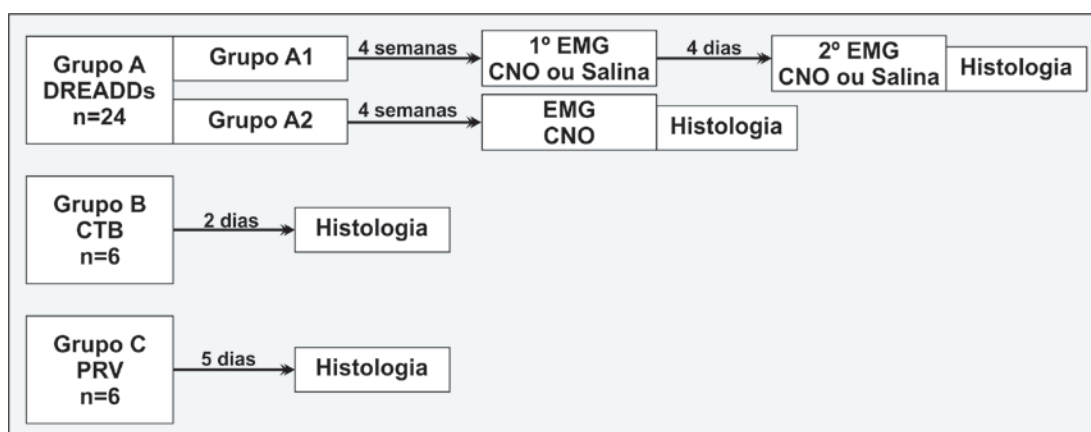 Grupo A
DREADDs
n=24
Grupo A1
4 semanas
1º EMG
CNO ou Salina
4 dias
2º EMG
CNO ou Salina
Histologia
Grupo A2
4 semanas
EMG
CNO
Histologia
Grupo B
CTB
n=6
2 dias
Histologia
Grupo C
PRV
n=6
5 dias
Histologia